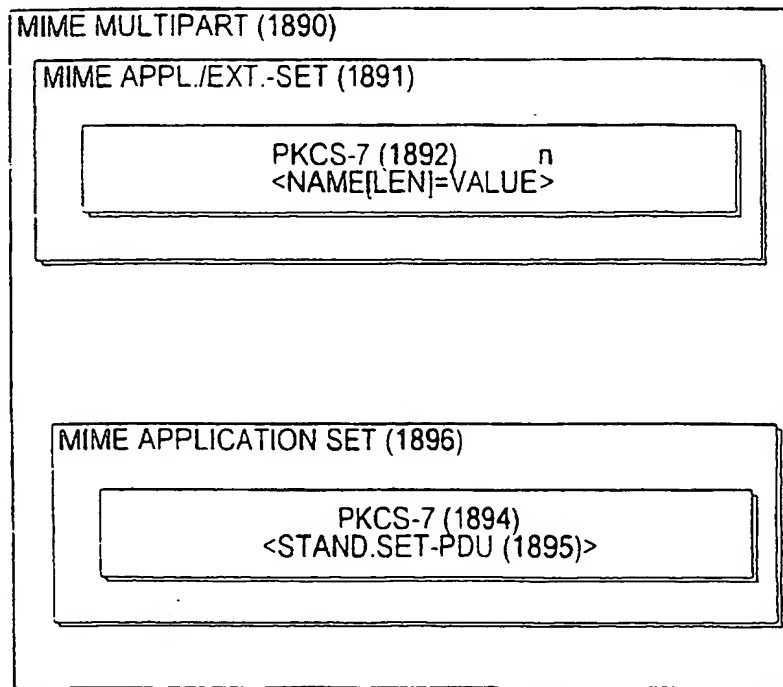 MIME MULTIPART (1890)
MIME APPL./EXT.-SET (1891)
PKCS-7 (1892) n
<NAME[LEN]=VALUE>
MIME APPLICATION SET (1896)
PKCS-7 (1894)
<STAND.SET-PDU (1895)>